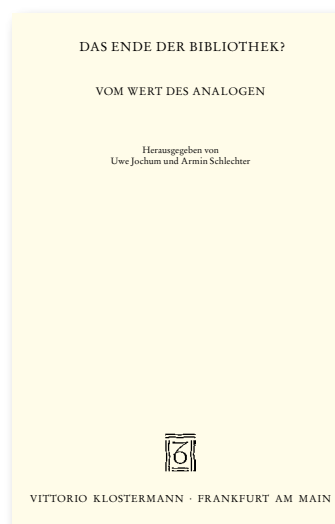 DAS ENDE DER BIBLIOTHEK?
VOM WERT DES ANALOGEN
Herausgegeben von
Uwe Jochum und Armin Schlechter
VITTORIO KLOSTERMANN · FRANKFURT AM MAIN